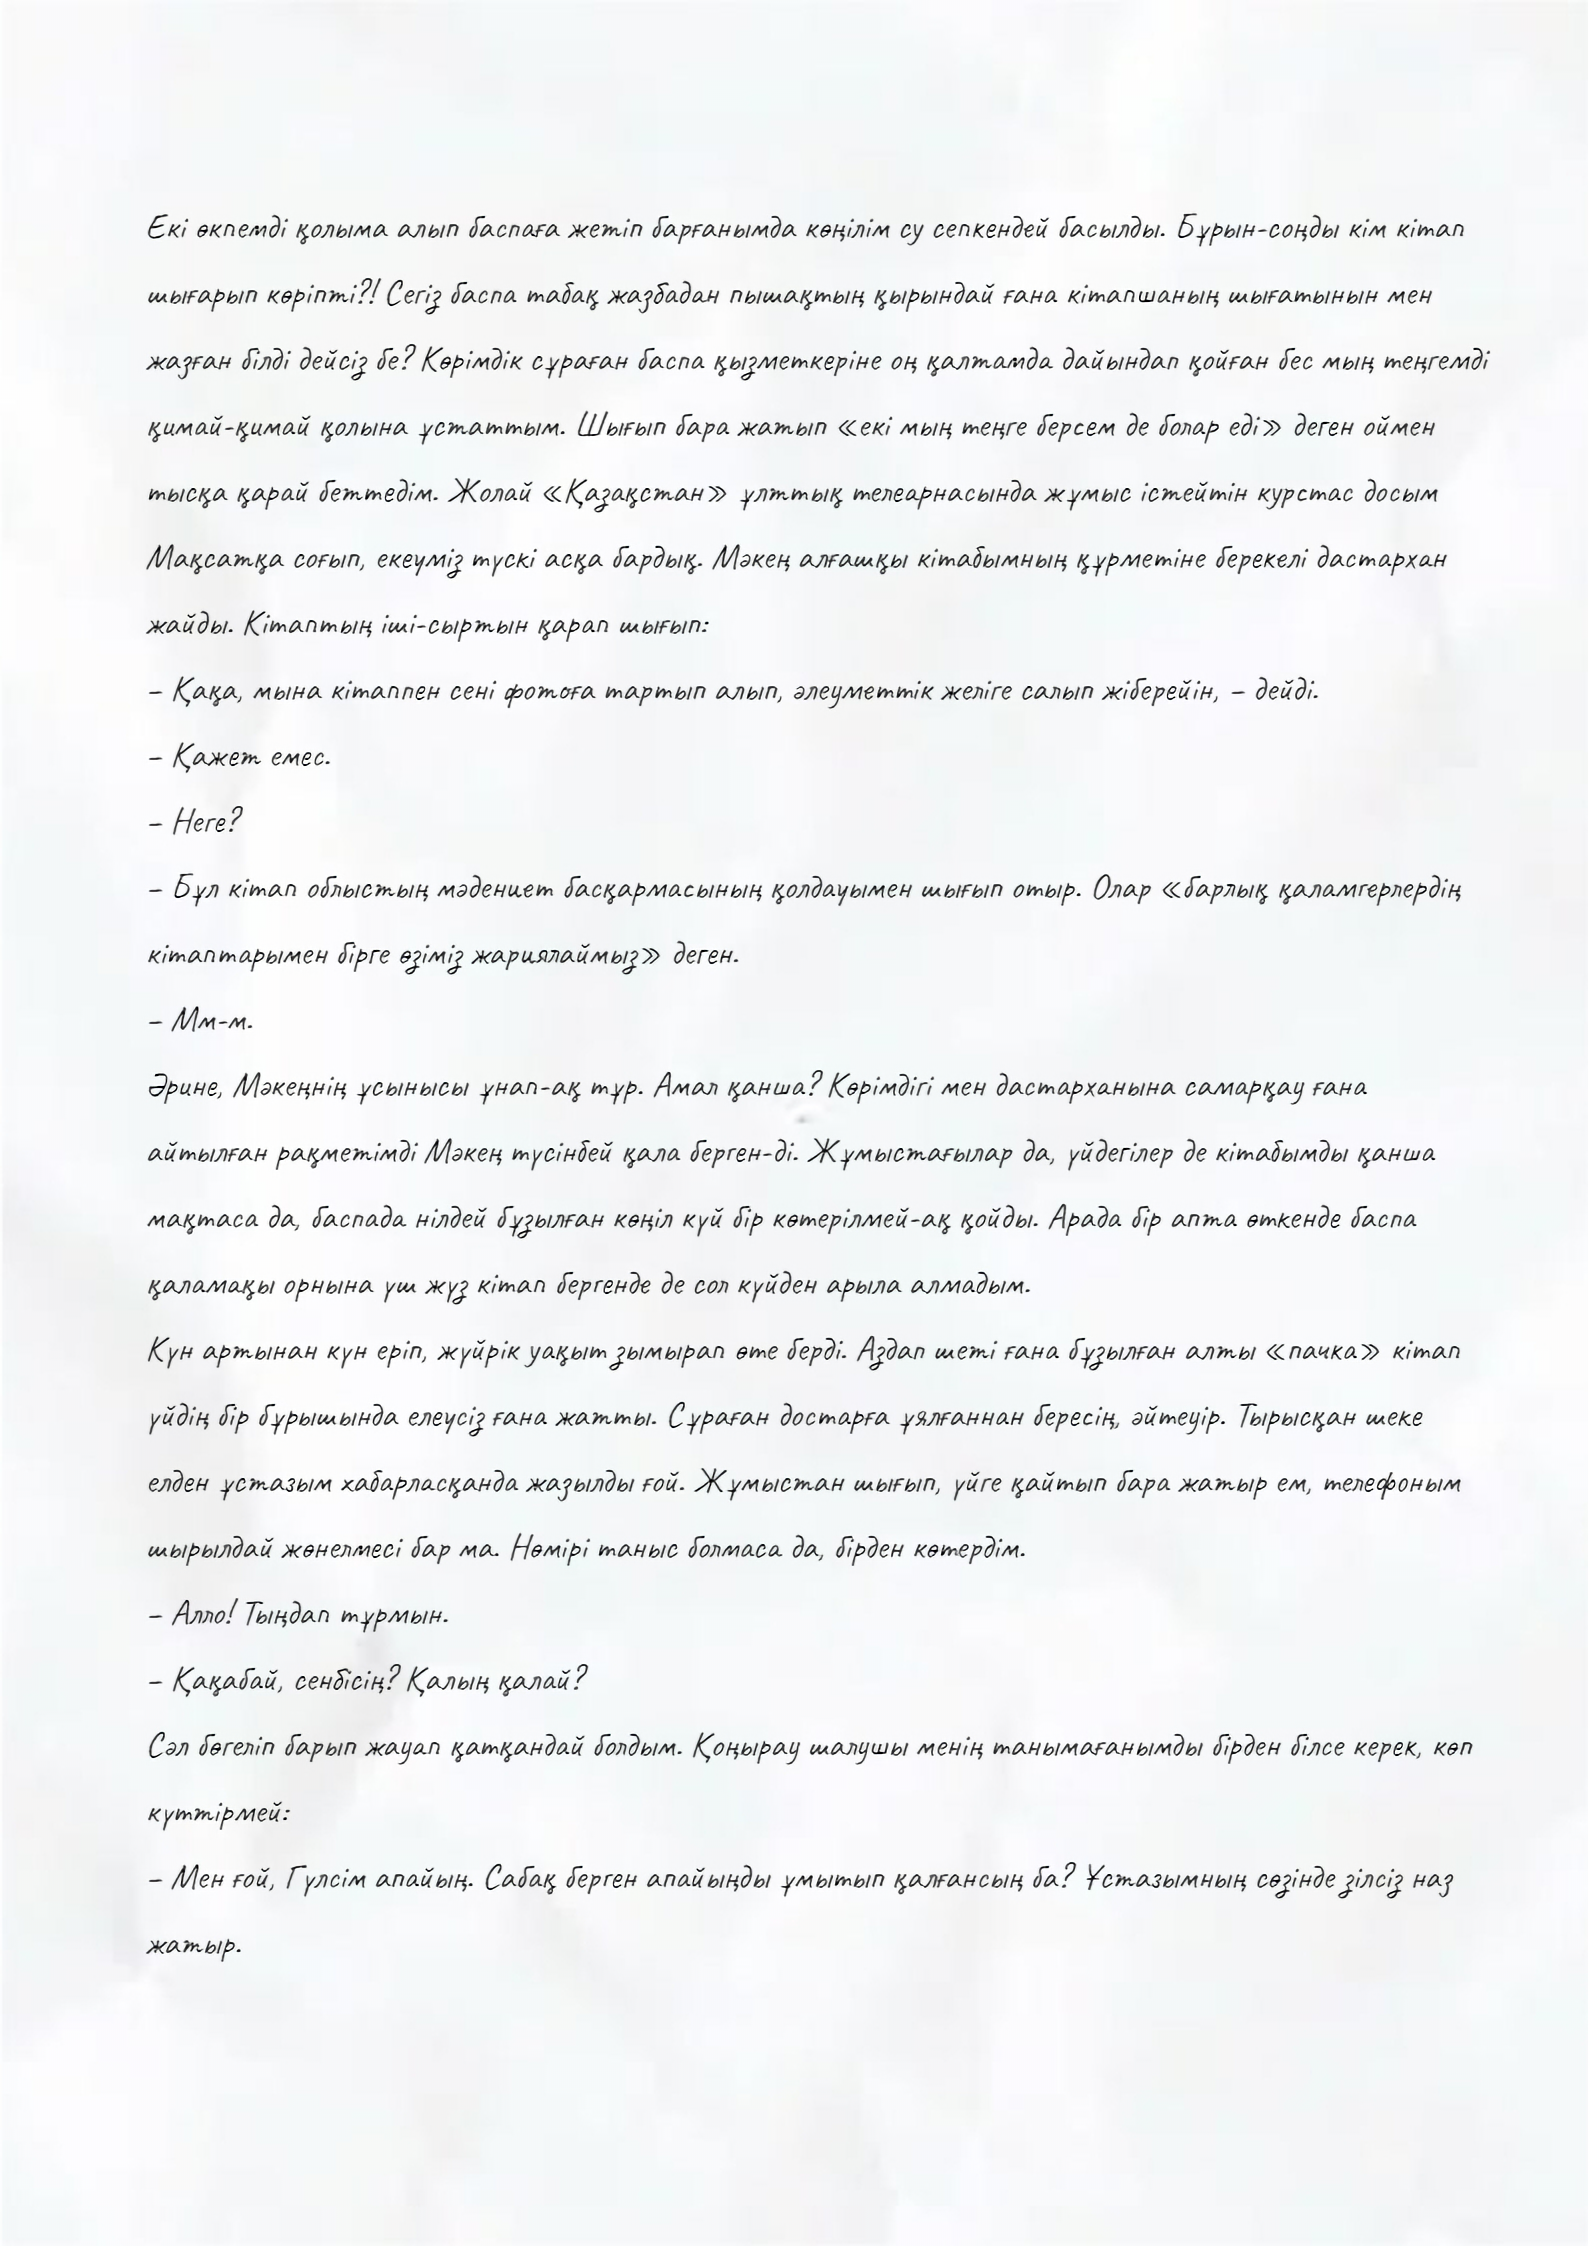 Екі өкпемді қолыма алып баспаға жетіп барғанымда көңілім су сепкендей басылды. Бұрын-соңды кім кітап
шығарып көріпті?! Сегіз баспа табақ жазбадан пышақтың қырындай ғана кітапшаның шығатынын мен
жазған білді дейсіз бе? Көрімдік сұраған баспа қызметкеріне оң қалтамда дайындап қойған бес мың теңгемді
қимай-қимай қолына ұстаттым. Шығып бара жатып «екі мың теңге берсем де болар еді» деген оймен
тысқа қарай беттедім. Жолай «Қазақстан» ұлттық телеарнасында жұмыс істейтін курстас досым
Мақсатқа соғып, екеуміз түскі асқа бардық. Мәкең алғашқы кітабымның құрметіне берекелі дастархан
жайды. Кітаптың іші-сыртын қарап шығып:
– Қақа, мына кітаппен сені фотоға тартып алып, әлеуметтік желіге салып жіберейін, – дейді.
– Қажет емес.
– Неге?
– Бұл кітап облыстың мәдениет басқармасының қолдауымен шығып отыр. Олар «барлық қаламгерлердің
кітаптарымен бірге өзіміз жариялаймыз» деген.
– Мм-м.
Әрине, Мәкеңнің ұсынысы ұнап-ақ тұр. Амал қанша? Көрімдігі мен дастарханына самарқау ғана
айтылған рақметімді Мәкең түсінбей қала берген-ді. Жұмыстағылар да, үйдегілер де кітабымды қанша
мақтаса да, баспада нілдей бұзылған көңіл күй бір көтерілмей-ақ қойды. Арада бір апта өткенде баспа
қаламақы орнына үш жүз кітап бергенде де сол күйден арыла алмадым.
Күн артынан күн еріп, жүйрік уақыт зымырап өте берді. Аздап шеті ғана бұзылған алты «пачка» кітап
үйдің бір бұрышында елеусіз ғана жатты. Сұраған достарға ұялғаннан бересің, әйтеуір. Тырысқан шеке
елден ұстазым хабарласқанда жазылды ғой. Жұмыстан шығып, үйге қайтып бара жатыр ем, телефоным
шырылдай жөнелмесі бар ма. Нөмірі таныс болмаса да, бірден көтердім.
– Алло! Тыңдап тұрмын.
– Қақабай, сенбісің? Қалың қалай?
Сәл бөгеліп барып жауап қатқандай болдым. Қоңырау шалушы менің танымағанымды бірден білсе керек, көп
күттірмей:
– Мен ғой, Гүлсім апайың. Сабақ берген апайыңды ұмытып қалғансың ба? Ұстазымның сөзінде зілсіз наз
жатыр.